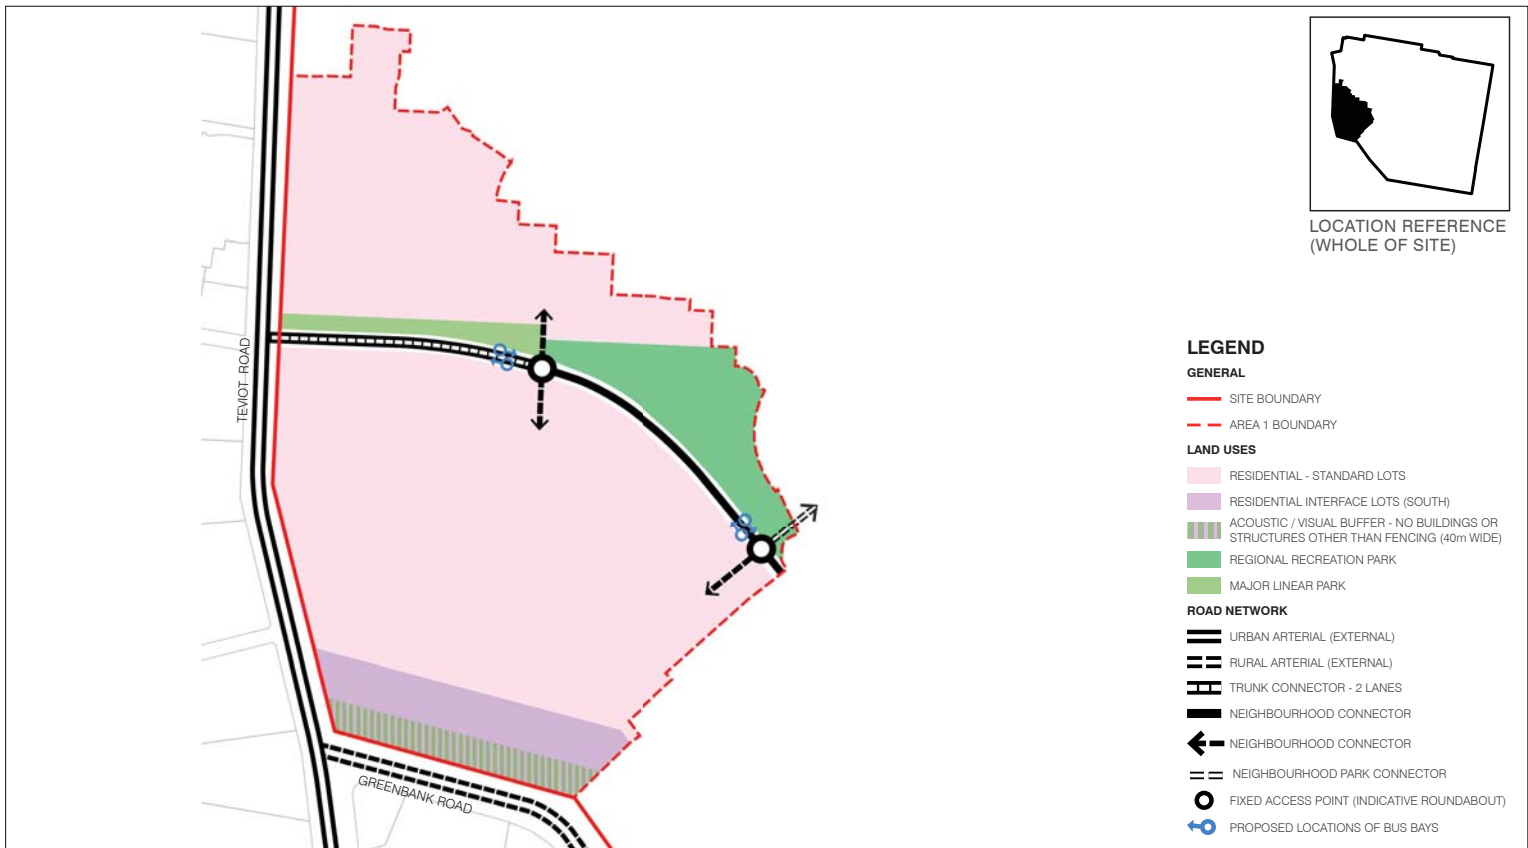 LOCATION REFERENCE
(WHOLE OF SITE)
TEVIOT ROAD
GREENBANK ROAD
LEGEND
GENERAL
SITE BOUNDARY
AREA 1 BOUNDARY
LAND USES
RESIDENTIAL - STANDARD LOTS
RESIDENTIAL INTERFACE LOTS (SOUTH)
ACOUSTIC / VISUAL BUFFER - NO BUILDINGS OR
STRUCTURES OTHER THAN FENCING (40m WIDE)
REGIONAL RECREATION PARK
MAJOR LINEAR PARK
ROAD NETWORK
URBAN ARTERIAL (EXTERNAL)
RURAL ARTERIAL (EXTERNAL)
TRUNK CONNECTOR - 2 LANES
NEIGHBOURHOOD CONNECTOR
NEIGHBOURHOOD CONNECTOR
NEIGHBOURHOOD PARK CONNECTOR
FIXED ACCESS POINT (INDICATIVE ROUNDABOUT)
PROPOSED LOCATIONS OF BUS BAYS